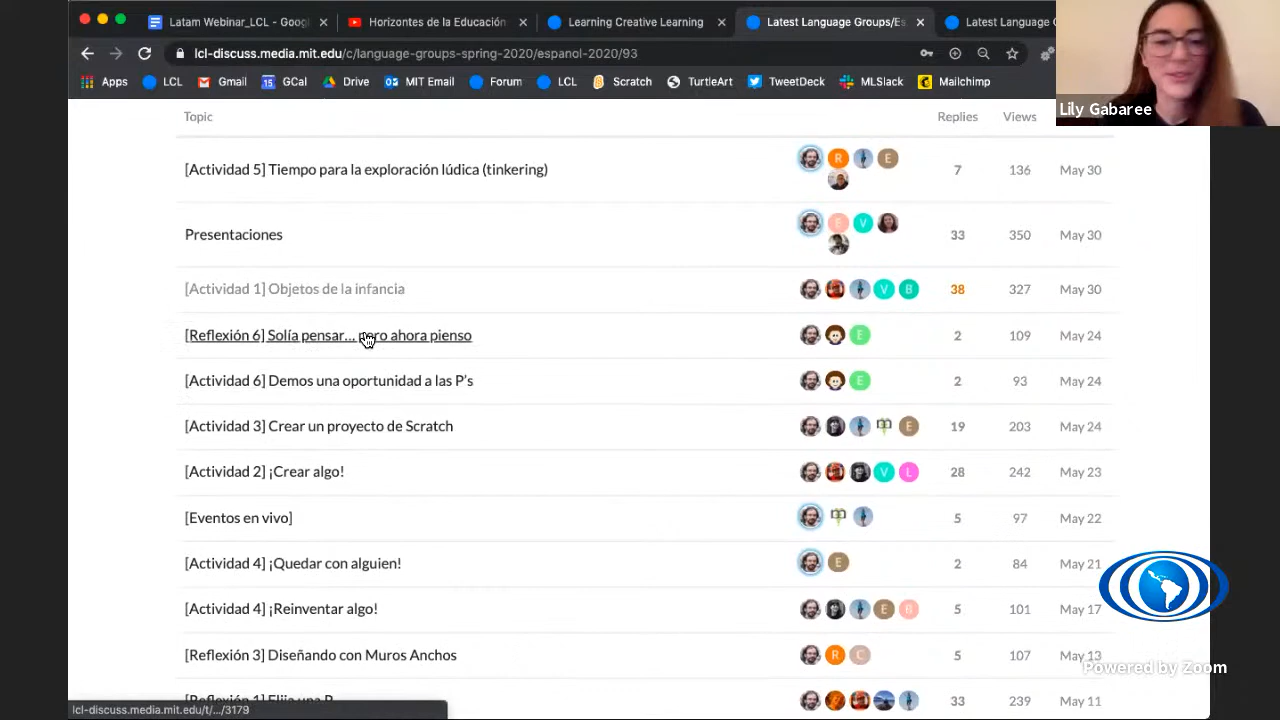 Latam Webinar_LCL - Googl
Horizontes de la Educación
Learning Creative Learning
Latest Language Groups/Es
Latest Language G
lcl-discuss.media.mit.edu/c/language-groups-spring-2020/espanol-2020/93
Apps LCL Gmail GCal Drive MIT Email Forum LCL Scratch TurtleArt TweetDeck MLSlack Mailchimp
Lily Gabaree
Topic Replies Views
[Actividad 5] Tiempo para la exploración lúdica (tinkering) R E 7 136 May 30
Presentaciones E V 33 350 May 30
[Actividad 1] Objetos de la infancia V B 38 327 May 30
[Reflexión 6] Solía pensar... pero ahora pienso E 2 109 May 24
[Actividad 6] Demos una oportunidad a las P's E 2 93 May 24
[Actividad 3] Crear un proyecto de Scratch E 19 203 May 24
[Actividad 2] ¡Crear algo! V L 28 242 May 23
[Eventos en vivo] 5 97 May 22
[Actividad 4] ¡Quedar con alguien! E 2 84 May 21
[Actividad 4] ¡Reinventar algo! E B 5 101 May 17
[Reflexión 3] Diseñando con Muros Anchos R C 5 107 May 13
Powered by Zoom
[Reflexión 1] Elija una P 33 239 May 11
lcl-discuss.media.mit.edu/t/.../3179